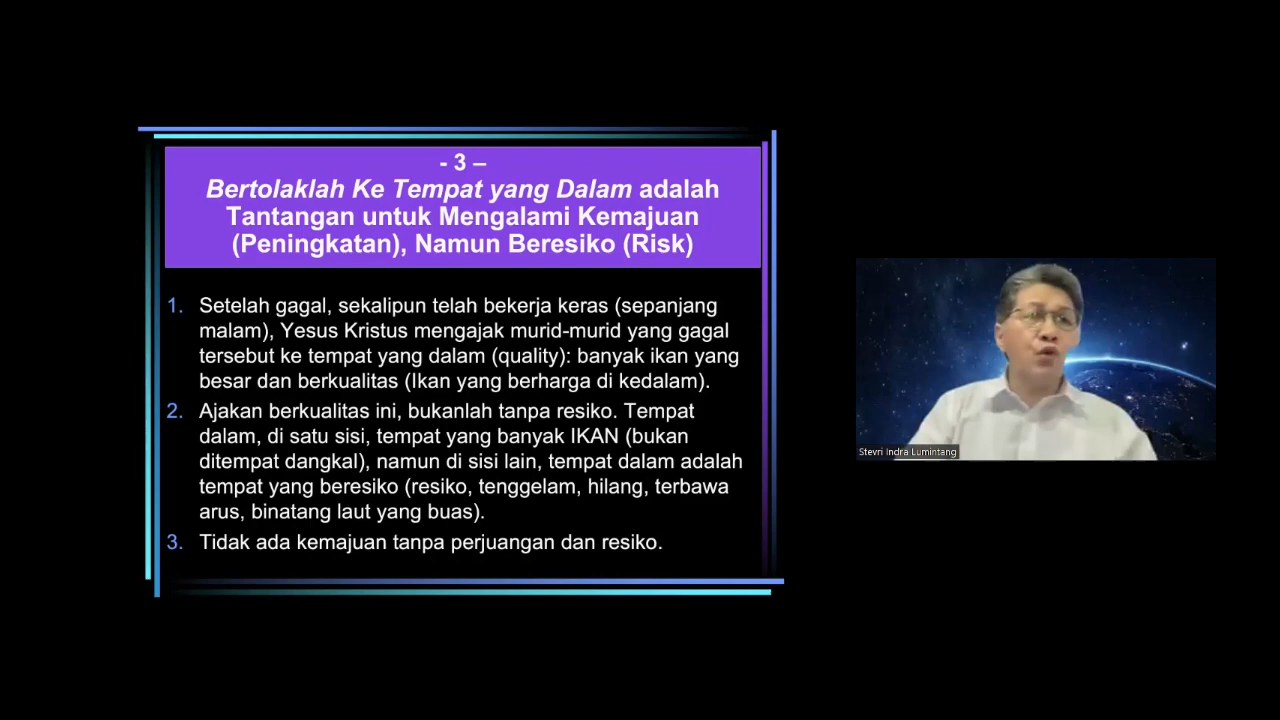 - 3 –
Bertolaklah Ke Tempat yang Dalam adalah
Tantangan untuk Mengalami Kemajuan
(Peningkatan), Namun Beresiko (Risk)
1. Setelah gagal, sekalipun telah bekerja keras (sepanjang
malam), Yesus Kristus mengajak murid-murid yang gagal
tersebut ke tempat yang dalam (quality): banyak ikan yang
besar dan berkualitas (Ikan yang berharga di kedalam).
2. Ajakan berkualitas ini, bukanlah tanpa resiko. Tempat
dalam, di satu sisi, tempat yang banyak IKAN (bukan
ditempat dangkal), namun di sisi lain, tempat dalam adalah
tempat yang beresiko (resiko, tenggelam, hilang, terbawa
arus, binatang laut yang buas).
3. Tidak ada kemajuan tanpa perjuangan dan resiko.
Stevri Indra Lumintang